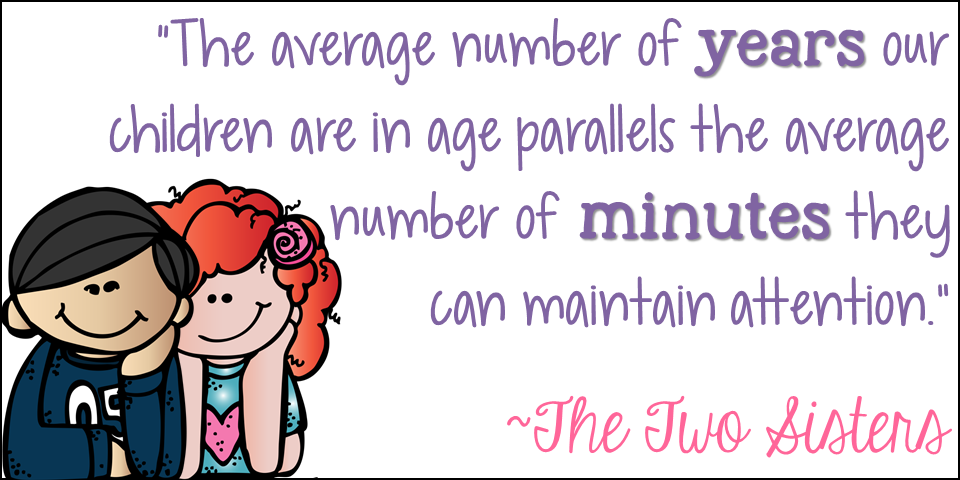 "The average number of years our
children are in age parallels the average
number of minutes they
can maintain attention."
~The Two Sisters